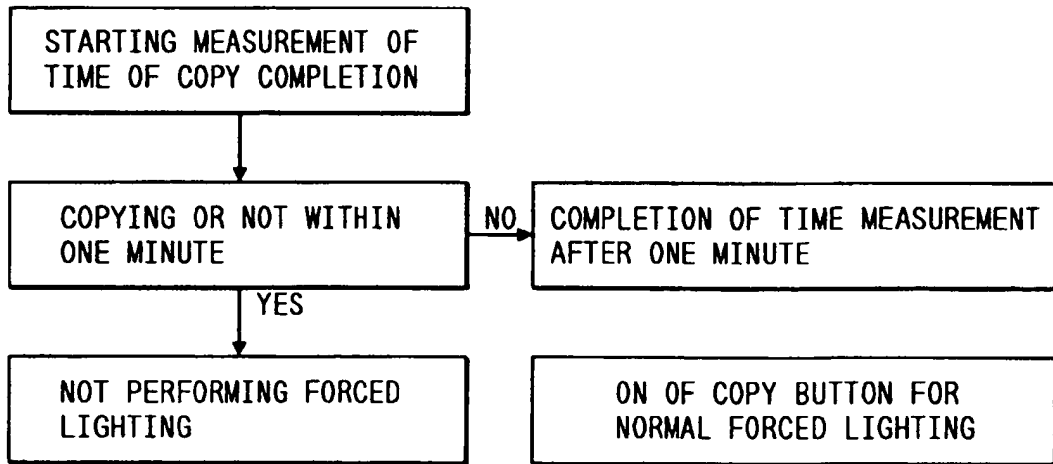 STARTING MEASUREMENT OF
TIME OF COPY COMPLETION
COPYING OR NOT WITHIN
ONE MINUTE
NO
COMPLETION OF TIME MEASUREMENT
AFTER ONE MINUTE
YES
NOT PERFORMING FORCED
LIGHTING
ON OF COPY BUTTON FOR
NORMAL FORCED LIGHTING